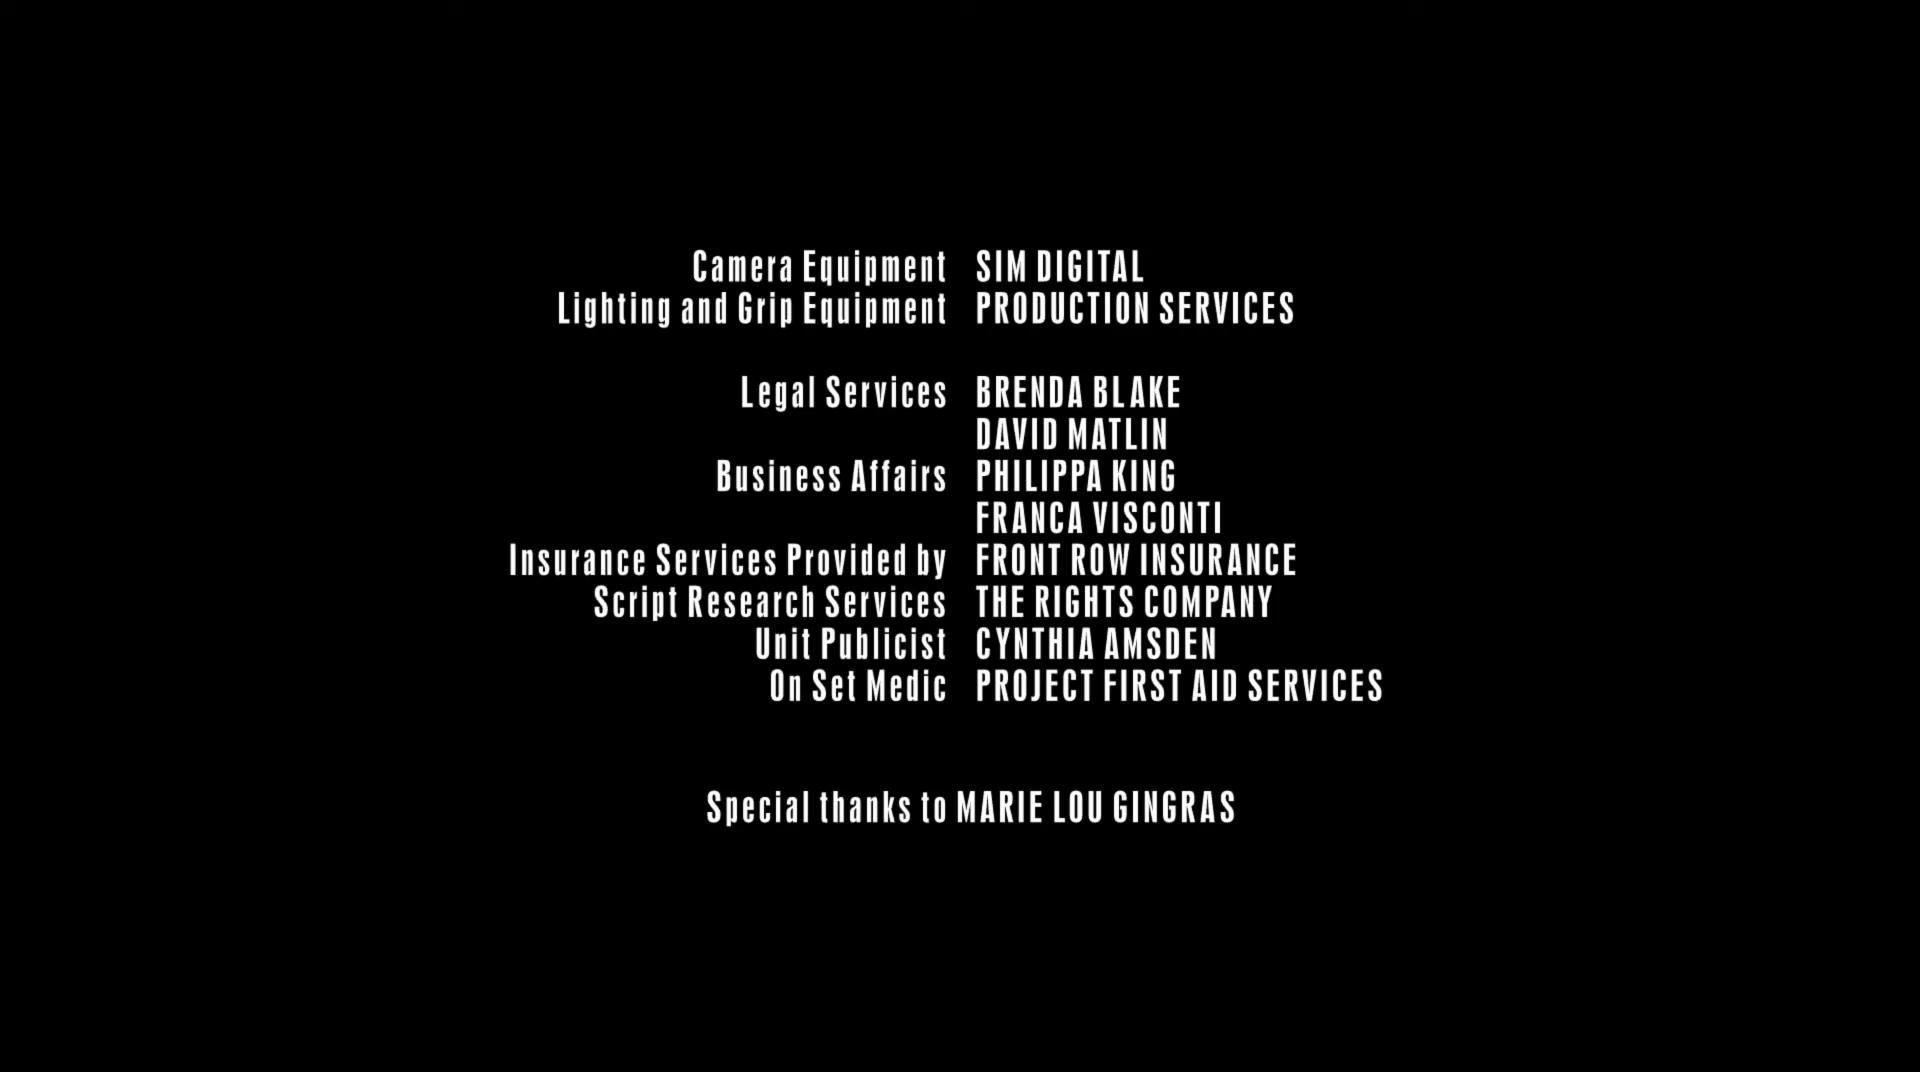 Camera Equipment SIM DIGITAL
Lighting and Grip Equipment PRODUCTION SERVICES
Legal Services BRENDA BLAKE
DAVID MATLIN
Business Affairs PHILIPPA KING
FRANCA VISCONTI
Insurance Services Provided by FRONT ROW INSURANCE
Script Research Services THE RIGHTS COMPANY
Unit Publicist CYNTHIA AMSDEN
On Set Medic PROJECT FIRST AID SERVICES
Special thanks to MARIE LOU GINGRAS